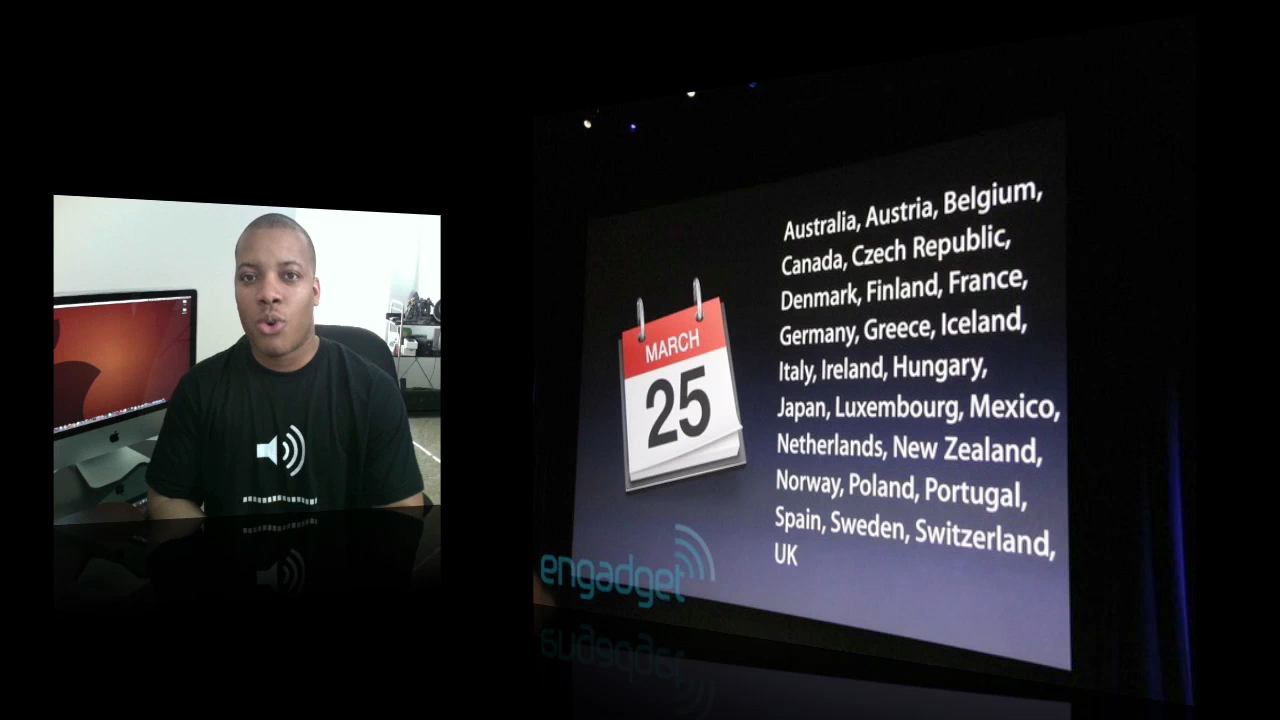 MARCH
25
Australia, Austria, Belgium,
Canada, Czech Republic,
Denmark, Finland, France,
Germany, Greece, Iceland,
Italy, Ireland, Hungary,
Japan, Luxembourg, Mexico,
Netherlands, New Zealand,
Norway, Poland, Portugal,
Spain, Sweden, Switzerland,
UK
engadget